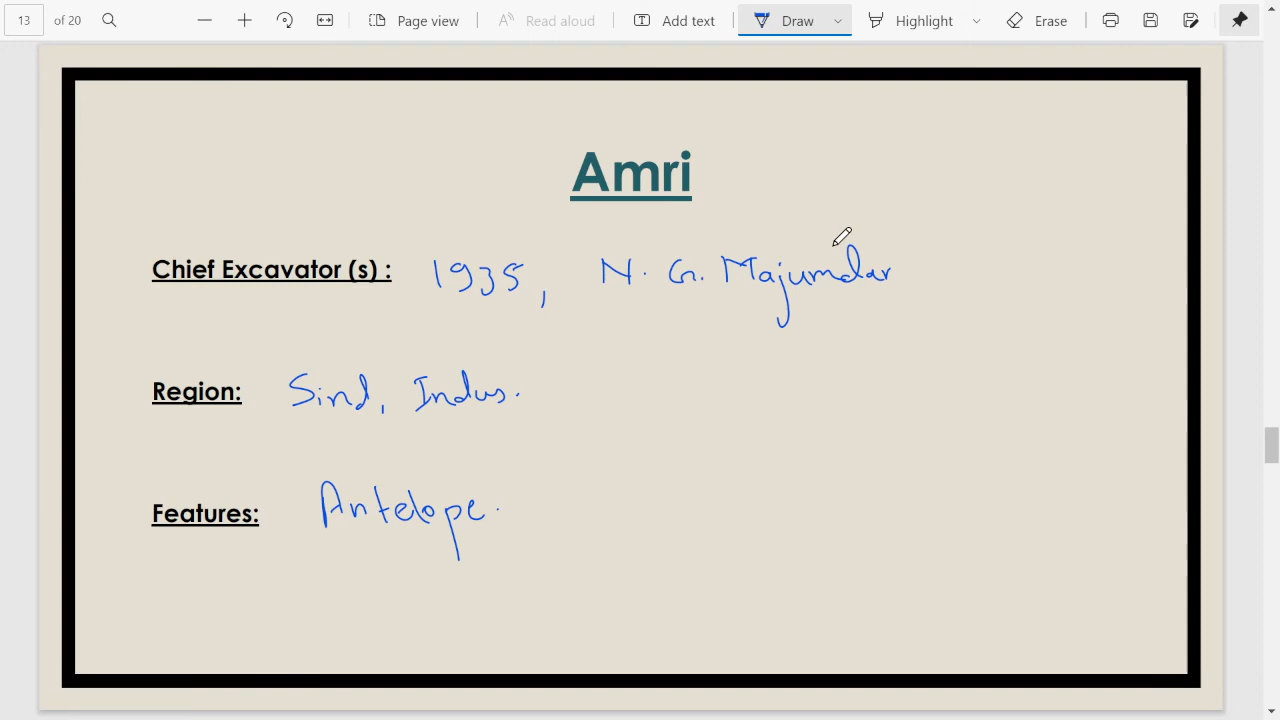 13 of 20 Page view Read aloud Add text Draw Highlight Erase
Amri
Chief Excavator (s) : 1935, N. G. Majumdar
Region: Sind, Indus.
Features: Antelope.